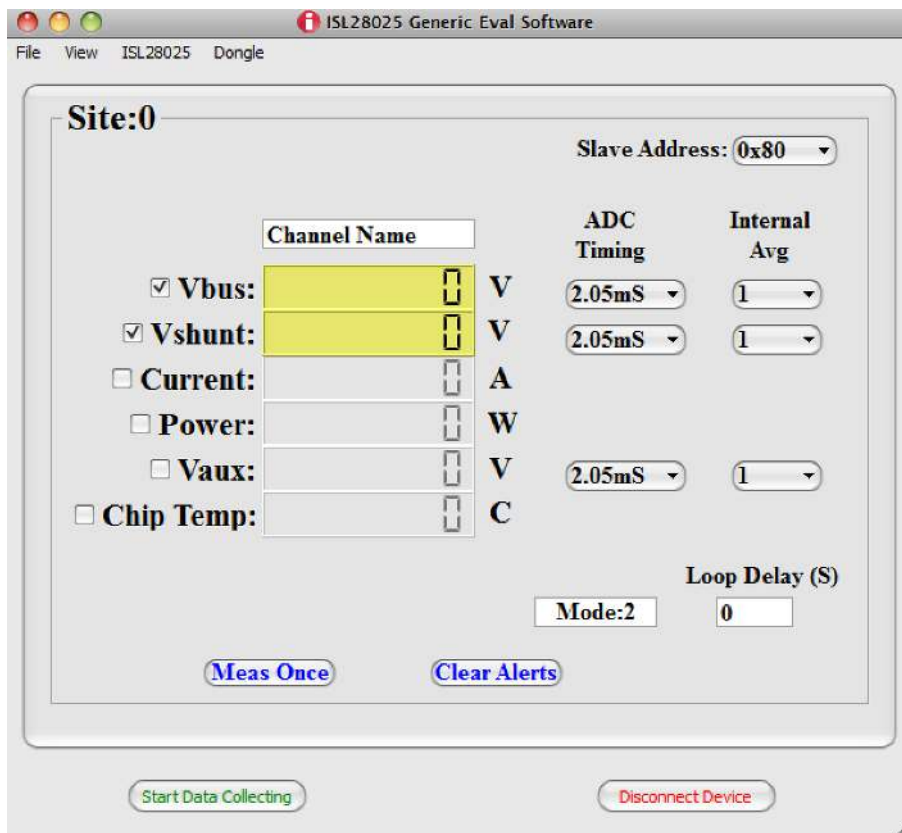 ISL28025 Generic Eval Software
File View ISL28025 Dongle
Site:0
Slave Address: 0x80
Channel Name
ADC Timing
Internal Avg
Vbus: 0 V 2.05mS 1
Vshunt: 0 V 2.05mS 1
Current: 0 A
Power: 0 W
Vaux: 0 V 2.05mS 1
Chip Temp: 0 C
Loop Delay (S)
Mode:2 0
Meas Once Clear Alerts
Start Data Collecting Disconnect Device